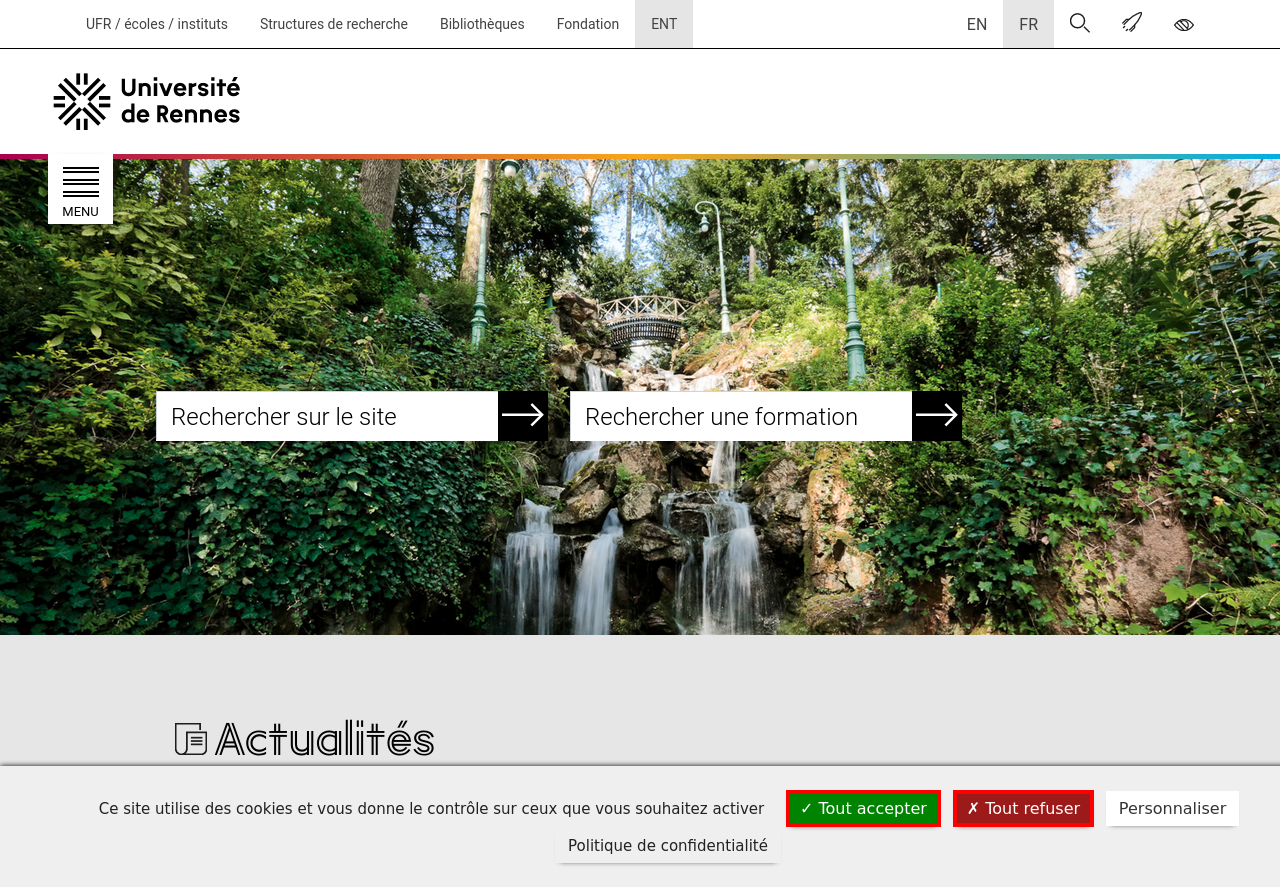 UFR / écoles / instituts Structures de recherche Bibliothèques Fondation ENT EN FR
Université
de Rennes
MENU
Rechercher sur le site
Rechercher une formation
Actualités
Ce site utilise des cookies et vous donne le contrôle sur ceux que vous souhaitez activer
✓ Tout accepter
✗ Tout refuser
Personnaliser
Politique de confidentialité